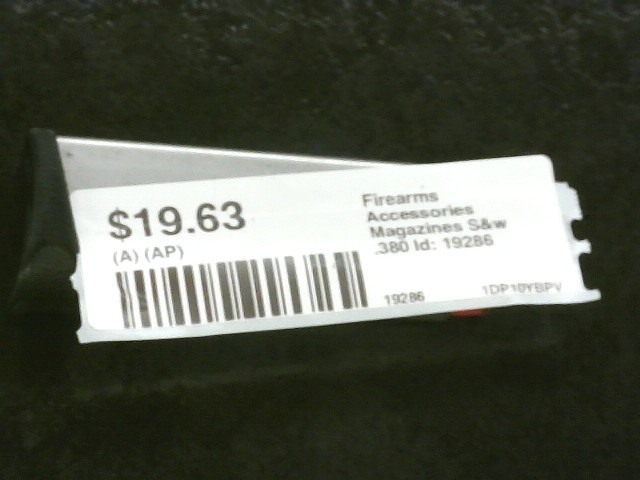 $19.63
(A) (AP)
Firearms
Accessories
Magazines S&w
.380 Id: 19286
19286
1DP10YBPV